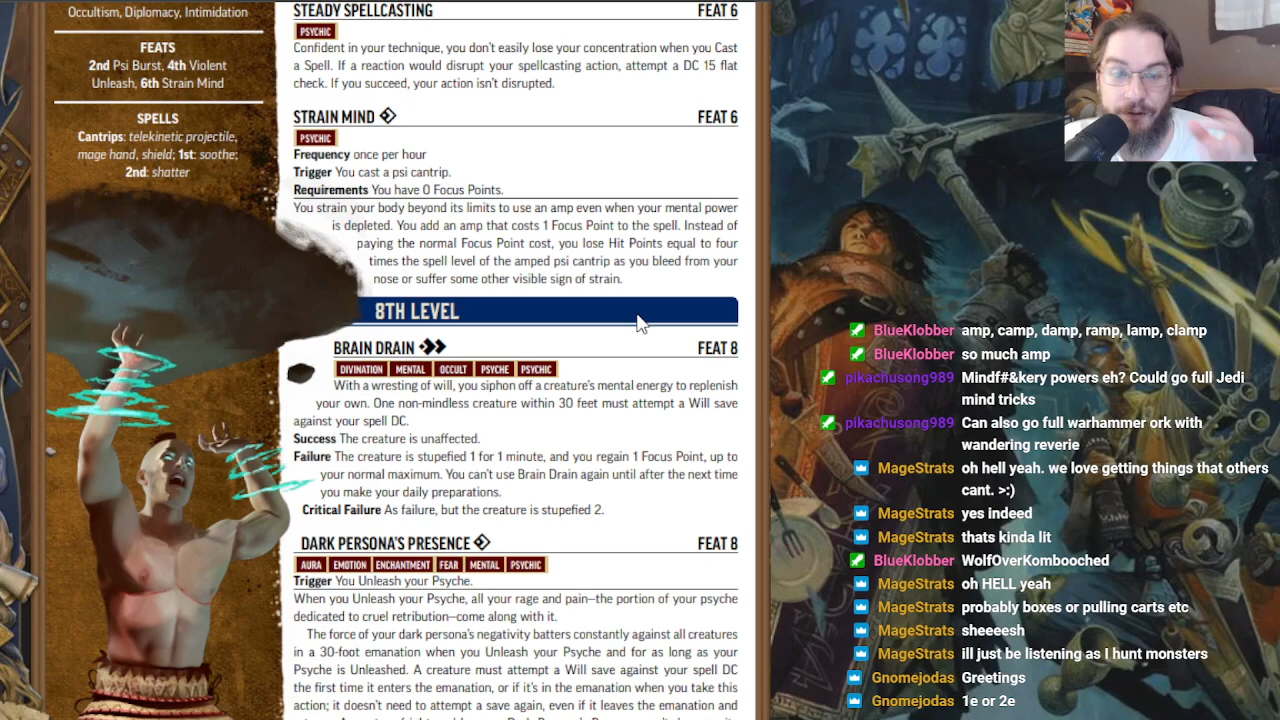 Occultism, Diplomacy, Intimidation
FEATS
2nd Psi Burst, 4th Violent
Unleash, 6th Strain Mind
SPELLS
Cantrips: telekinetic projectile,
mage hand, shield; 1st: soothe;
2nd: shatter
STEADY SPELLCASTING FEAT 6
PSYCHIC
Confident in your technique, you don't easily lose your concentration when you Cast
a Spell. If a reaction would disrupt your spellcasting action, attempt a DC 15 flat
check. If you succeed, your action isn't disrupted.
STRAIN MIND FEAT 6
PSYCHIC
Frequency once per hour
Trigger You cast a psi cantrip.
Requirements You have 0 Focus Points.
You strain your body beyond its limits to use an amp even when your mental power
is depleted. You add an amp that costs 1 Focus Point to the spell. Instead of
paying the normal Focus Point cost, you lose Hit Points equal to four
times the spell level of the amped psi cantrip as you bleed from your
nose or suffer some other visible sign of strain.
8TH LEVEL
BRAIN DRAIN FEAT 8
DIVINATION MENTAL OCCULT PSYCHE PSYCHIC
With a wresting of will, you siphon off a creature's mental energy to replenish
your own. One non-mindless creature within 30 feet must attempt a Will save
against your spell DC.
Success The creature is unaffected.
Failure The creature is stupefied 1 for 1 minute, and you regain 1 Focus Point, up to
your normal maximum. You can't use Brain Drain again until after the next time
you make your daily preparations.
Critical Failure As failure, but the creature is stupefied 2.
DARK PERSONA'S PRESENCE FEAT 8
AURA EMOTION ENCHANTMENT FEAR MENTAL PSYCHIC
Trigger You Unleash your Psyche.
When you Unleash your Psyche, all your rage and pain—the portion of your psyche
dedicated to cruel retribution—come along with it.
The force of your dark persona's negativity batters constantly against all creatures
in a 30-foot emanation when you Unleash your Psyche and for as long as your
Psyche is Unleashed. A creature must attempt a Will save against your spell DC
the first time it enters the emanation, or if it's in the emanation when you take this
action; it doesn't need to attempt a save again, even if it leaves the emanation and
BlueKlobber amp, camp, damp, ramp, lamp, clamp
BlueKlobber so much amp
pikachusong989 Mindf#&kery powers eh? Could go full Jedi
mind tricks
pikachusong989 Can also go full warhammer ork with
wandering reverie
MageStrats oh hell yeah. we love getting things that others
cant. >:)
MageStrats yes indeed
MageStrats thats kinda lit
BlueKlobber WolfOverKombooched
MageStrats oh HELL yeah
MageStrats probably boxes or pulling carts etc
MageStrats sheeeesh
MageStrats ill just be listening as I hunt monsters
Gnomejodas Greetings
Gnomejodas 1e or 2e